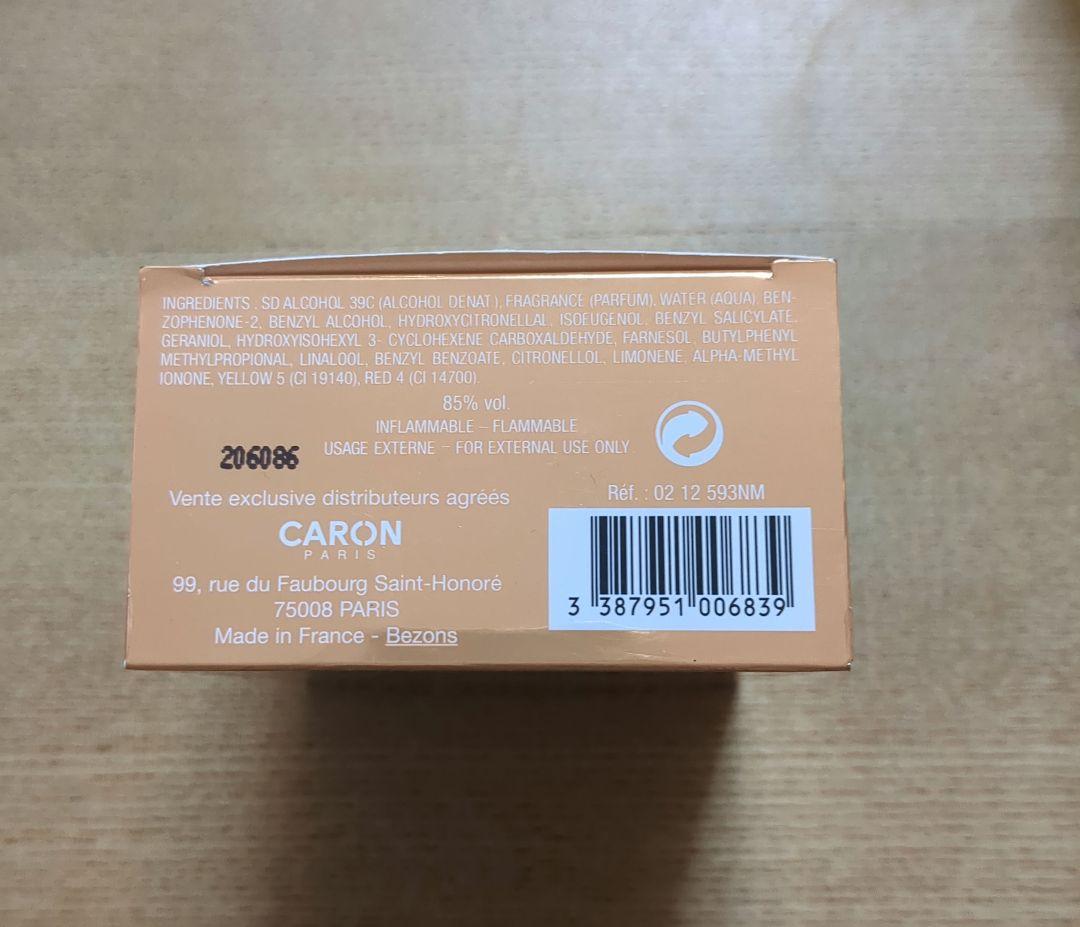 INGREDIENTS : SD ALCOHOL 39C (ALCOHOL DENAT.), FRAGRANCE (PARFUM), WATER (AQUA), BEN-
ZOPHENONE-2, BENZYL ALCOHOL, HYDROXYCITRONELLAL, ISOEUGENOL, BENZYL SALICYLATE,
GERANIOL, HYDROXYISOHEXYL 3- CYCLOHEXENE CARBOXALDEHYDE, FARNESOL, BUTYLPHENYL
METHYLPROPIONAL, LINALOOL, BENZYL BENZOATE, CITRONELLOL, LIMONENE, ALPHA-METHYL
IONONE, YELLOW 5 (CI 19140), RED 4 (CI 14700).
85% vol.
INFLAMMABLE – FLAMMABLE
USAGE EXTERNE – FOR EXTERNAL USE ONLY
206086
Vente exclusive distributeurs agréés
CARON
PARIS
99, rue du Faubourg Saint-Honoré
75008 PARIS
Made in France - Bezons
Réf. : 02 12 593NM
3 387951 006839